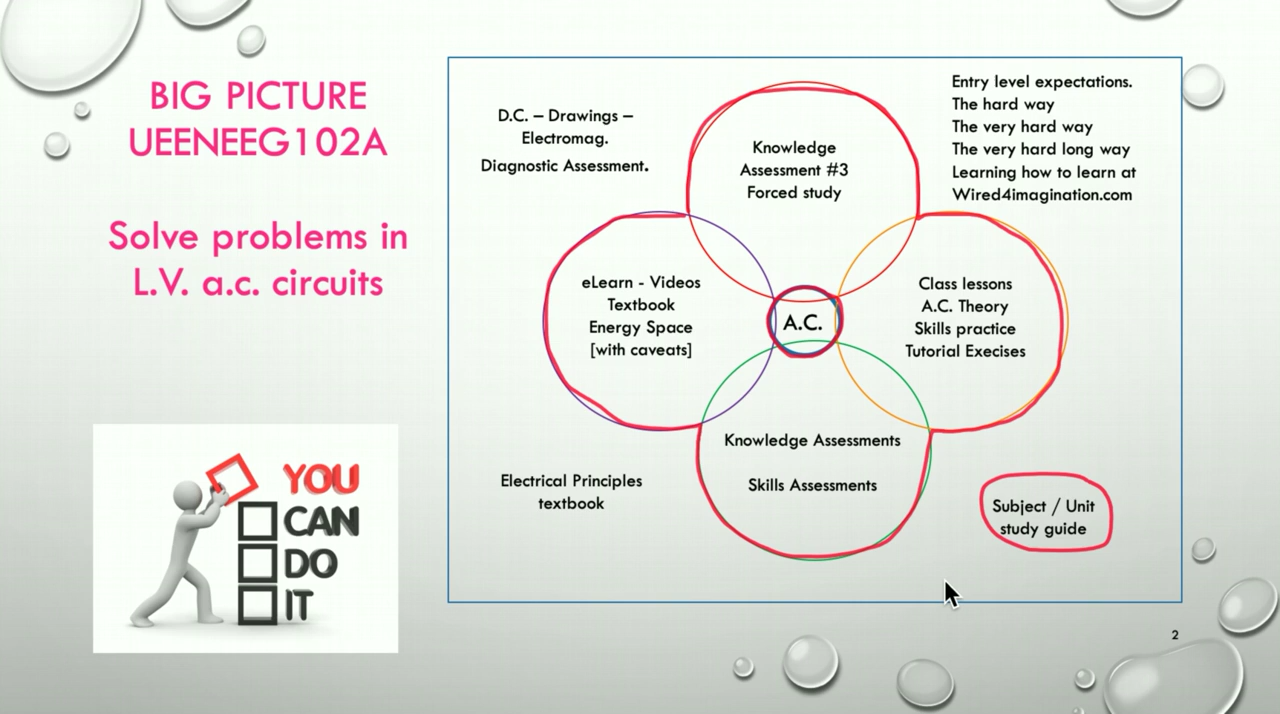 BIG PICTURE
UEENEEG102A
Solve problems in
L.V. a.c. circuits
YOU
CAN
DO
IT
D.C. – Drawings –
Electromag.
Diagnostic Assessment.
Knowledge
Assessment #3
Forced study
Entry level expectations.
The hard way
The very hard way
The very hard long way
Learning how to learn at
Wired4imagination.com
eLearn - Videos
Textbook
Energy Space
[with caveats]
A.C.
Class lessons
A.C. Theory
Skills practice
Tutorial Execises
Knowledge Assessments
Skills Assessments
Electrical Principles
textbook
Subject / Unit
study guide
2